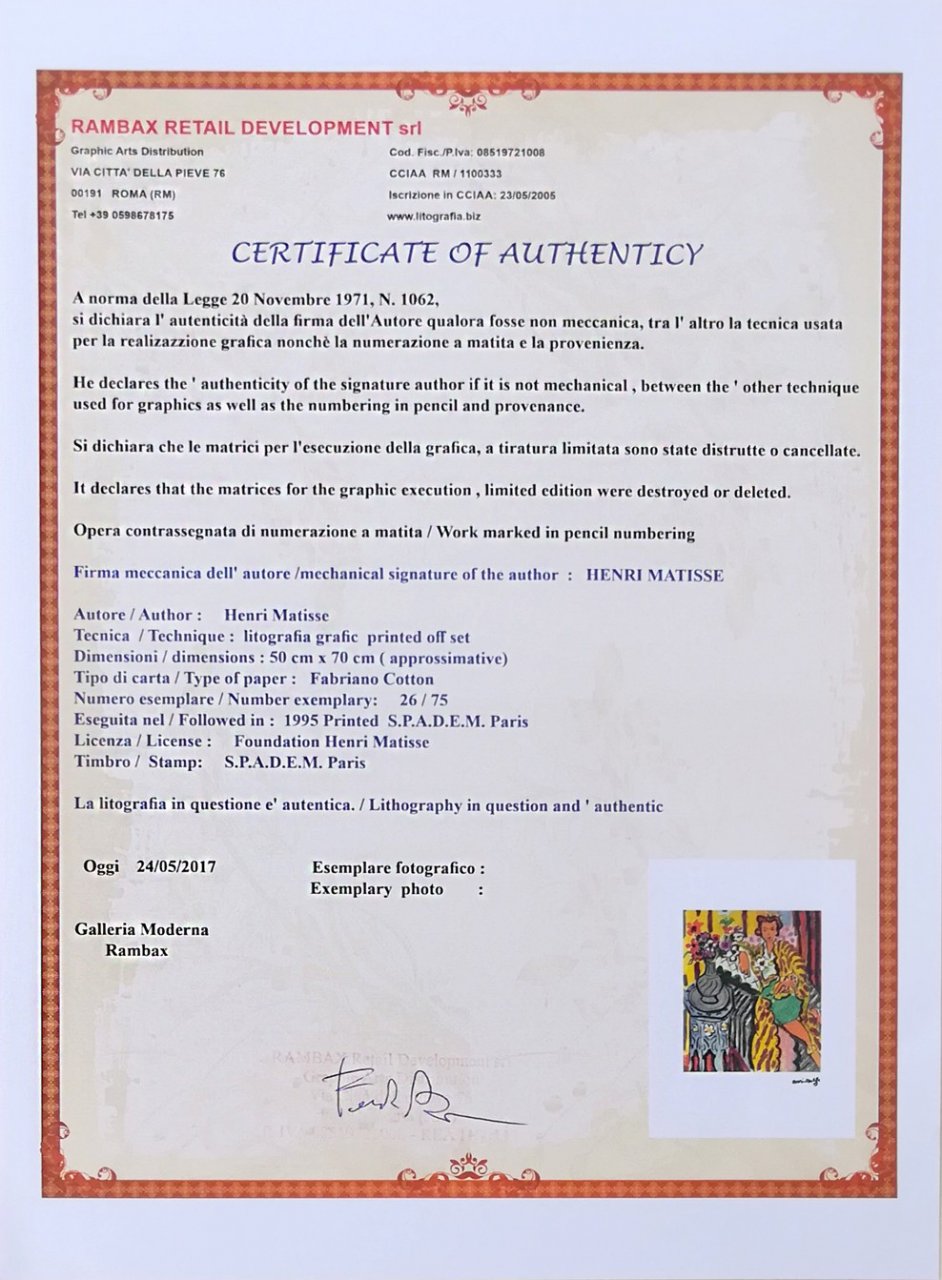 RAMBAX RETAIL DEVELOPMENT srl
Graphic Arts Distribution
VIA CITTA' DELLA PIEVE 76
00191 ROMA (RM)
Tel +39 0598678175
Cod. Fisc./P.Iva: 08519721008
CCIAA RM / 1100333
Iscrizione in CCIAA: 23/05/2005
www.litografia.biz
CERTIFICATE OF AUTHENTICY
A norma della Legge 20 Novembre 1971, N. 1062,
si dichiara l' autenticità della firma dell'Autore qualora fosse non meccanica, tra l' altro la tecnica usata
per la realizazzione grafica nonchè la numerazione a matita e la provenienza.
He declares the ' authenticity of the signature author if it is not mechanical , between the ' other technique
used for graphics as well as the numbering in pencil and provenance.
Si dichiara che le matrici per l'esecuzione della grafica, a tiratura limitata sono state distrutte o cancellate.
It declares that the matrices for the graphic execution , limited edition were destroyed or deleted.
Opera contrassegnata di numerazione a matita / Work marked in pencil numbering
Firma meccanica dell' autore /mechanical signature of the author : HENRI MATISSE
Autore / Author : Henri Matisse
Tecnica / Technique : litografia grafic printed off set
Dimensioni / dimensions : 50 cm x 70 cm ( approssimative)
Tipo di carta / Type of paper : Fabriano Cotton
Numero esemplare / Number exemplary: 26 / 75
Eseguita nel / Followed in : 1995 Printed S.P.A.D.E.M. Paris
Licenza / License : Foundation Henri Matisse
Timbro / Stamp: S.P.A.D.E.M. Paris
La litografia in questione e' autentica. / Lithography in question and ' authentic
Oggi 24/05/2017
Esemplare fotografico :
Exemplary photo :
Galleria Moderna
Rambax
RAMBAX Retail Development